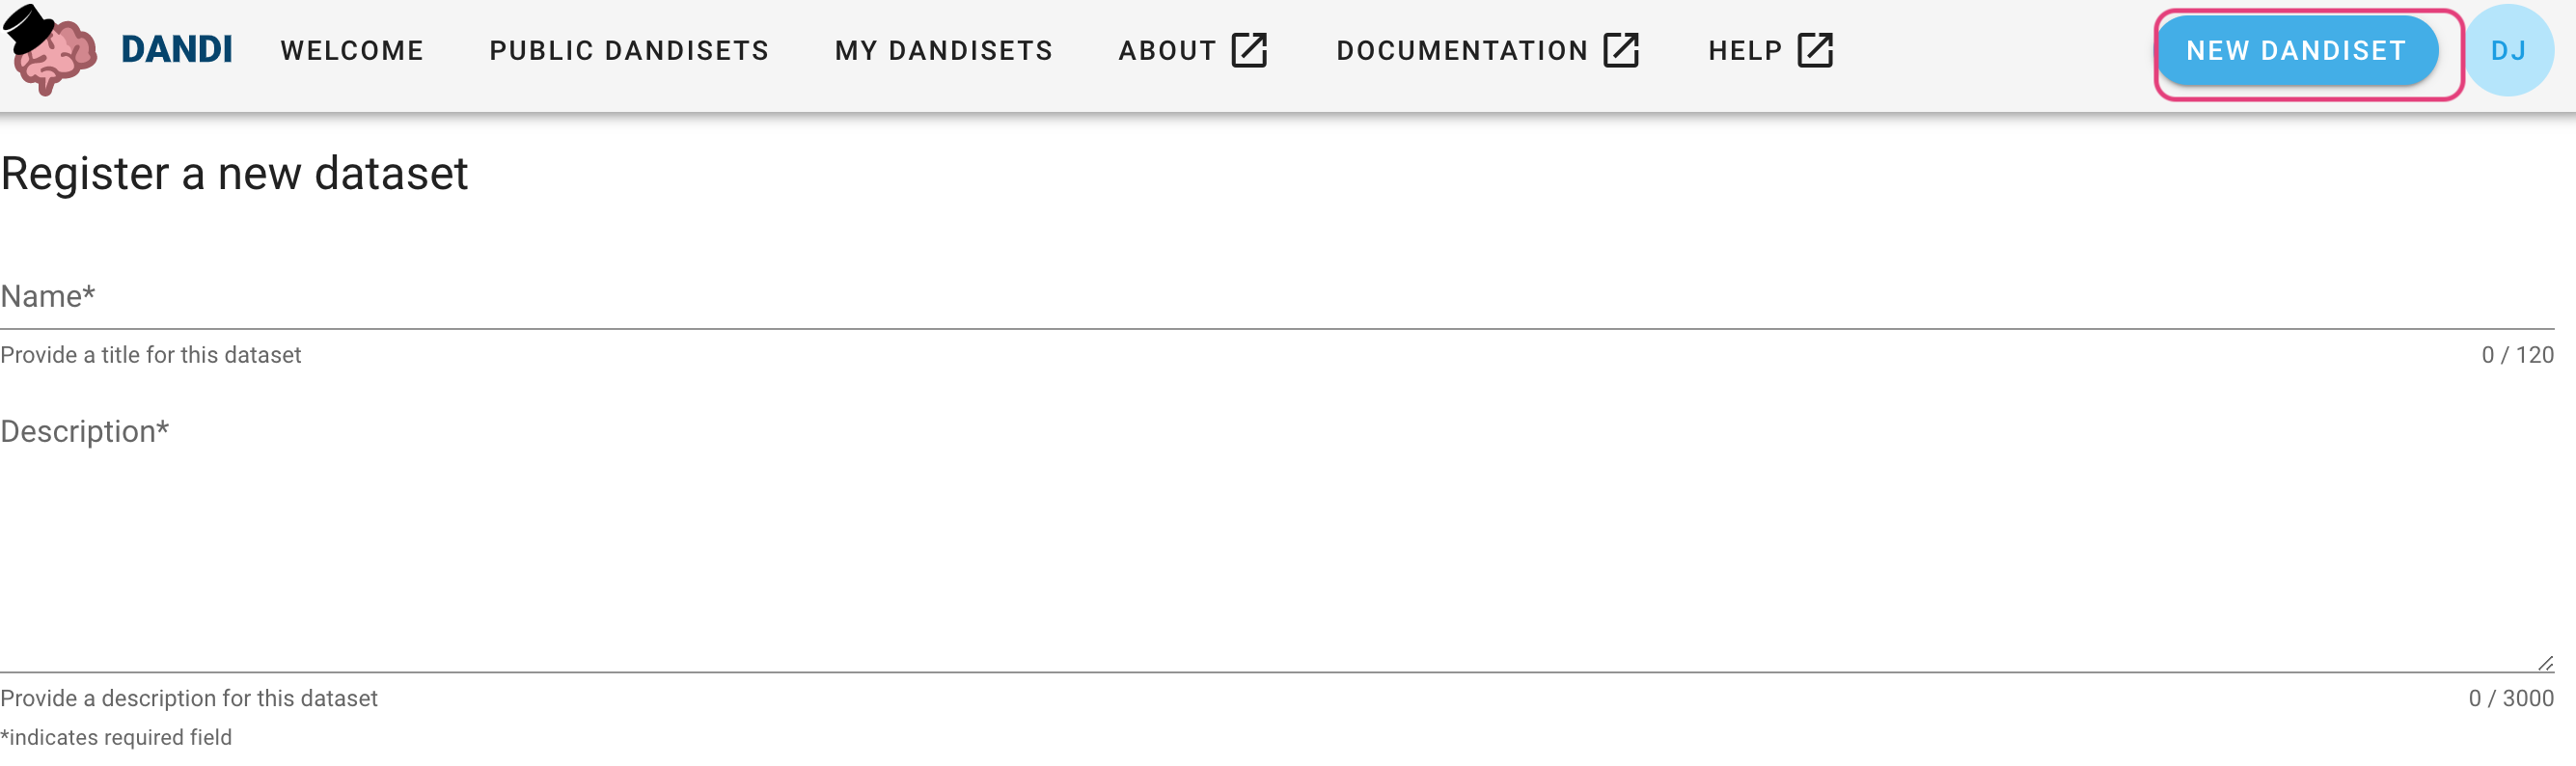 DANDI WELCOME PUBLIC DANDISETS MY DANDISETS ABOUT DOCUMENTATION HELP NEW DANDISET DJ
Register a new dataset
Name*
Provide a title for this dataset 0 / 120
Description*
Provide a description for this dataset 0 / 3000
*indicates required field